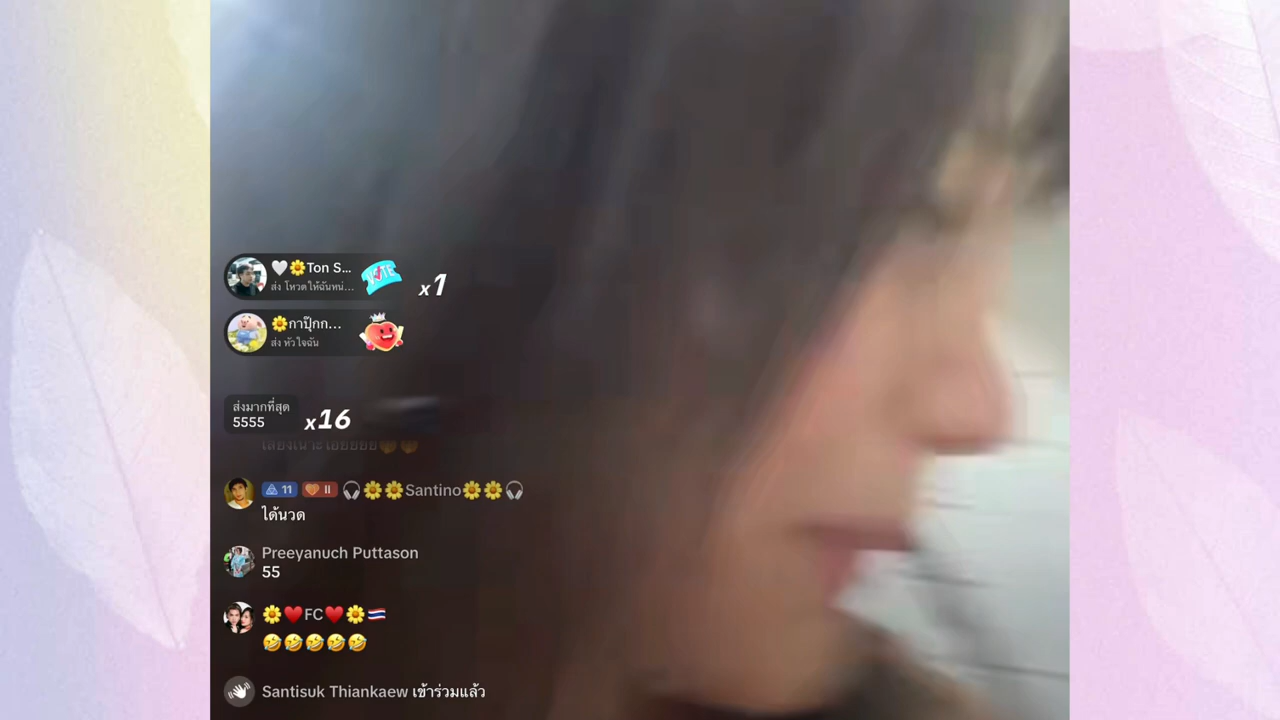 🤍🌼Ton S...
ส่ง โหวตให้ฉันหน่...
VOTE
x1
🌼กาปุ๊กก...
ส่ง หัวใจฉัน
ส่งมากที่สุด
5555
x16
11 II 🎧🌼🌼Santino🌼🌼🎧
ได้นวด
Preeyanuch Puttason
55
🌼❤️FC❤️🌼🇹🇭
🤣🤣🤣🤣🤣
Santisuk Thiankaew เข้าร่วมแล้ว